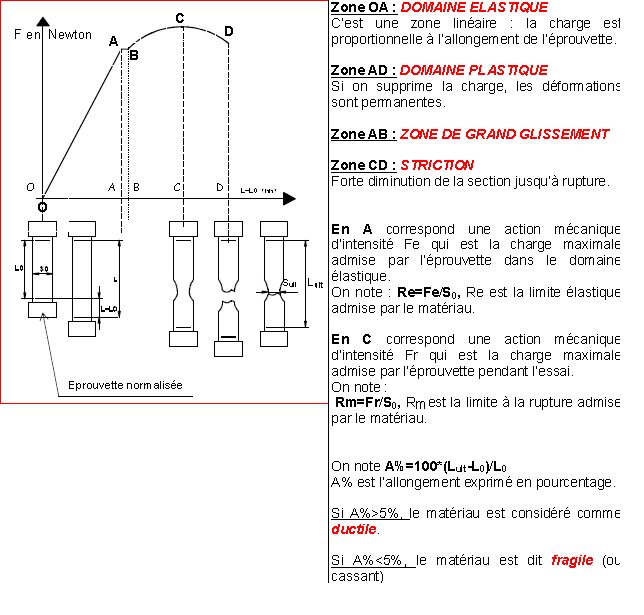 F en Newton
A
B
C
D
O
A
B
C
D
L-L0 (mm)
O
L0
S0
L
L-L0
Sult
Lult
Eprouvette normalisée
Zone OA : DOMAINE ELASTIQUE
C'est une zone linéaire : la charge est
proportionnelle à l'allongement de l'éprouvette.
Zone AD : DOMAINE PLASTIQUE
Si on supprime la charge, les déformations
sont permanentes.
Zone AB : ZONE DE GRAND GLISSEMENT
Zone CD : STRICTION
Forte diminution de la section jusqu'à rupture.
En A correspond une action mécanique
d'intensité Fe qui est la charge maximale
admise par l'éprouvette dans le domaine
élastique.
On note : Re=Fe/S0, Re est la limite élastique
admise par le matériau.
En C correspond une action mécanique
d'intensité Fr qui est la charge maximale
admise par l'éprouvette pendant l'essai.
On note :
Rm=Fr/S0, Rm est la limite à la rupture admise
par le matériau.
On note A%=100*(Lult-L0)/L0
A% est l'allongement exprimé en pourcentage.
Si A%>5%, le matériau est considéré comme
ductile.
Si A%<5%, le matériau est dit fragile (ou
cassant)